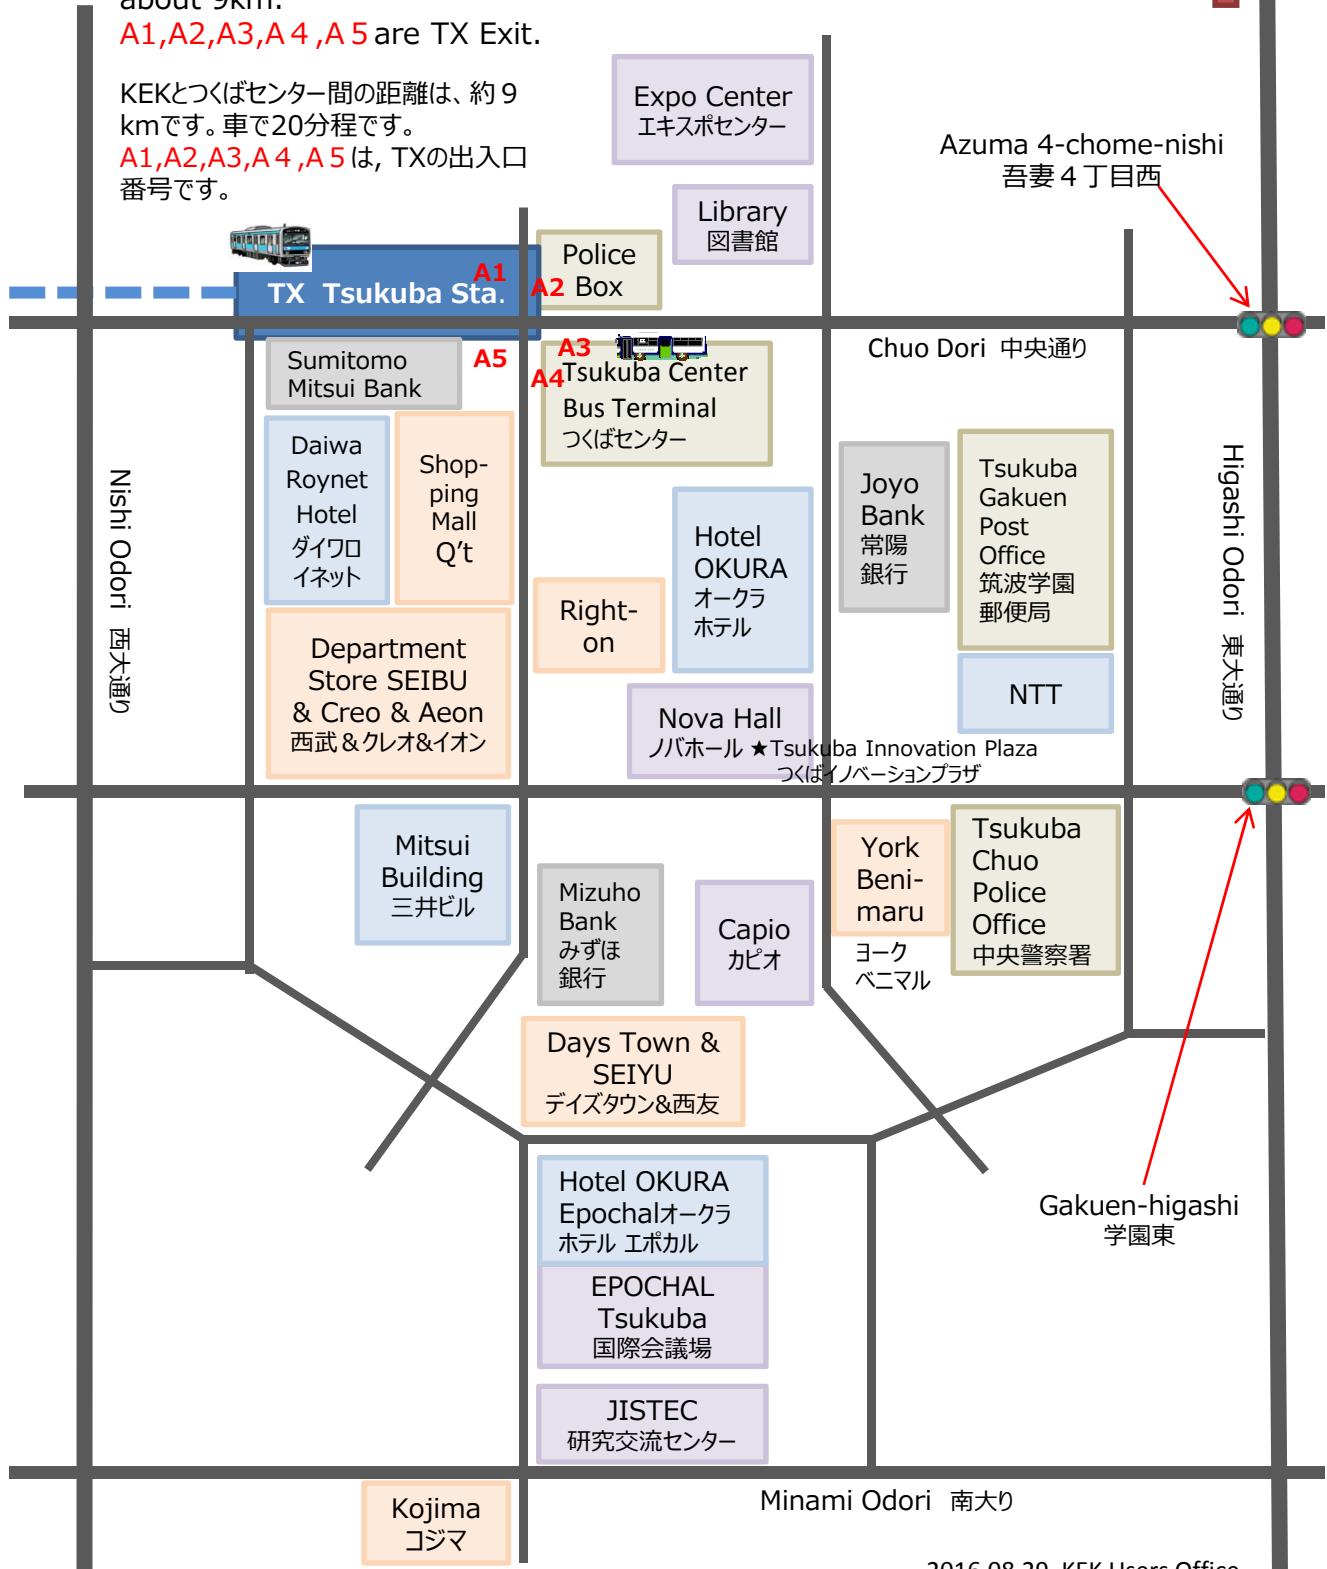 about 9km.
A1,A2,A3,A４,A５are TX Exit.
KEKとつくばセンター間の距離は、約９
kmです。車で20分程です。
A1,A2,A3,A４,A５は, TXの出入口
番号です。
Expo Center
エキスポセンター
Azuma 4-chome-nishi
吾妻４丁目西
Library
図書館
Police
Box
A1
A2
TX Tsukuba Sta.
Chuo Dori 中央通り
Sumitomo
Mitsui Bank
A5
A3
A4
Tsukuba Center
Bus Terminal
つくばセンター
Daiwa
Roynet
Hotel
ダイワロ
イネット
Shop-
ping
Mall
Q't
Nishi Odori 西大通り
Hotel
OKURA
オークラ
ホテル
Joyo
Bank
常陽
銀行
Tsukuba
Gakuen
Post
Office
筑波学園
郵便局
Higashi Odori 東大通り
Right-
on
Department
Store SEIBU
& Creo & Aeon
西武＆クレオ&イオン
NTT
Nova Hall
ノバホール
★Tsukuba Innovation Plaza
つくばイノベーションプラザ
Mitsui
Building
三井ビル
Mizuho
Bank
みずほ
銀行
Capio
カピオ
York
Beni-
maru
ヨーク
ベニマル
Tsukuba
Chuo
Police
Office
中央警察署
Days Town &
SEIYU
デイズタウン&西友
Hotel OKURA
Epochalオークラ
ホテル エポカル
Gakuen-higashi
学園東
EPOCHAL
Tsukuba
国際会議場
JISTEC
研究交流センター
Minami Odori 南大り
Kojima
コジマ
2016.08.29 KEK Users Office